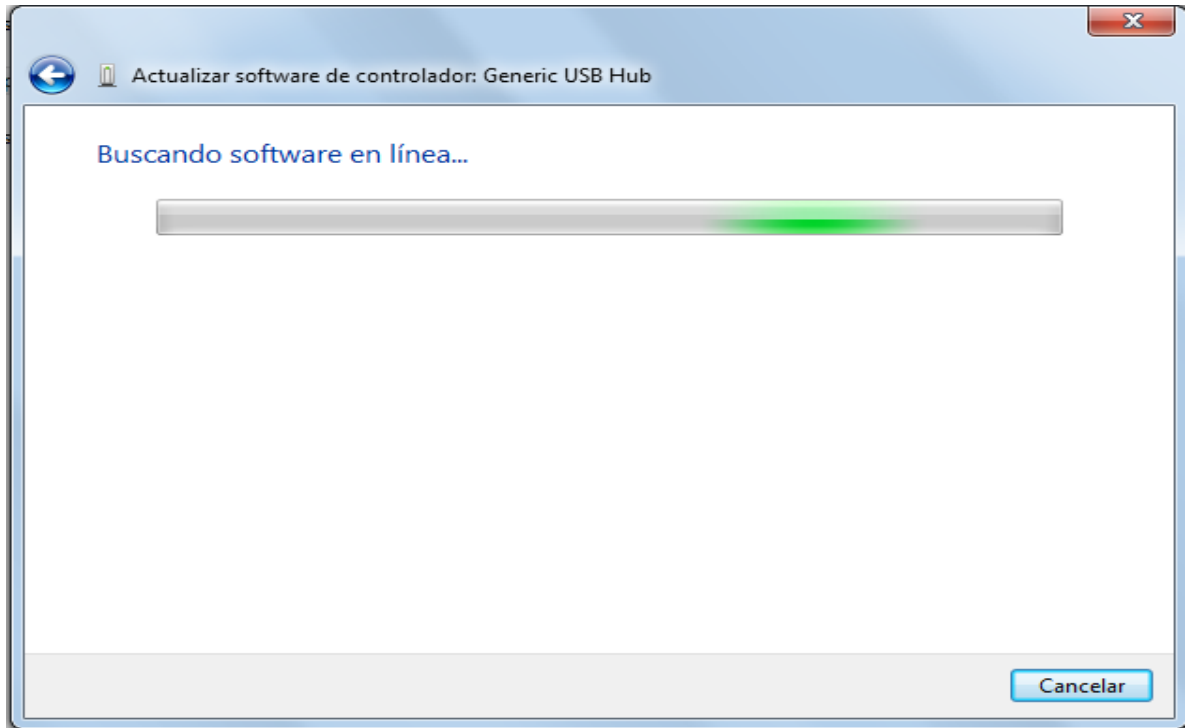 Actualizar software de controlador: Generic USB Hub
Buscando software en línea...
Cancelar